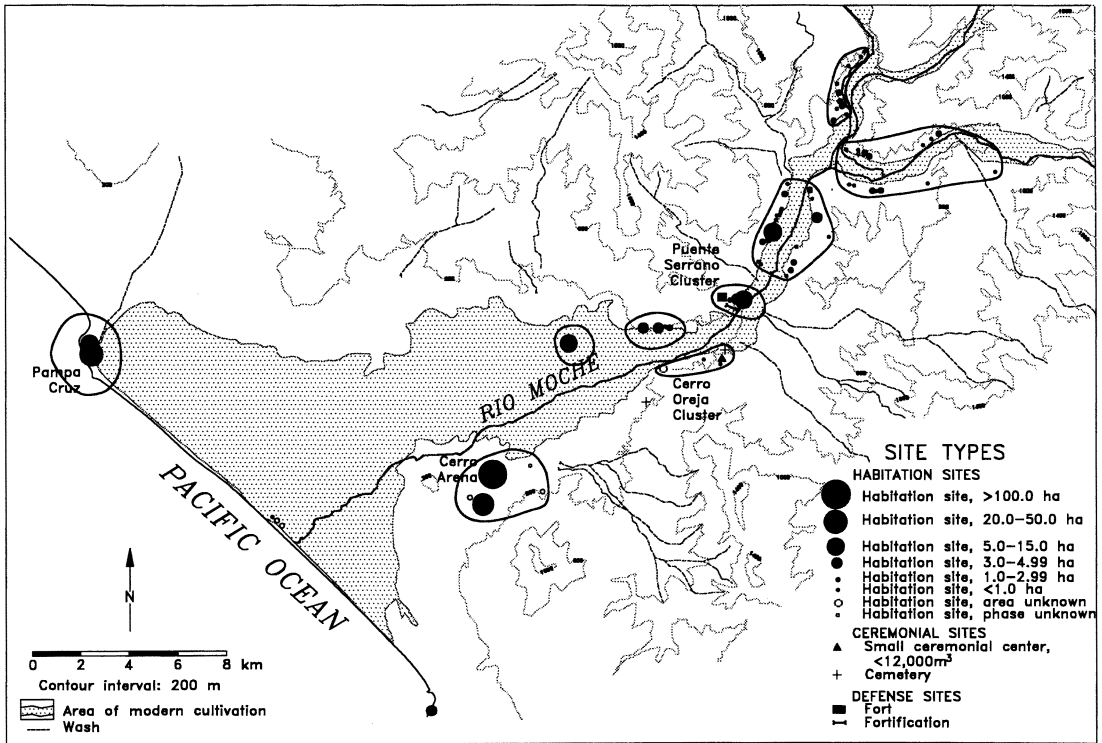 Puente
Serrano
Cluster
Pampa
Cruz
RIO MOCHE
Cerro
Oreja
Cluster
Cerro
Arena
PACIFIC OCEAN
N
0 2 4 6 8 km
Contour interval: 200 m
Area of modern cultivation
Wash
SITE TYPES
HABITATION SITES
Habitation site, >100.0 ha
Habitation site, 20.0-50.0 ha
Habitation site, 5.0-15.0 ha
Habitation site, 3.0-4.99 ha
Habitation site, 1.0-2.99 ha
Habitation site, <1.0 ha
Habitation site, area unknown
Habitation site, phase unknown
CEREMONIAL SITES
Small ceremonial center,
<12,000m³
Cemetery
DEFENSE SITES
Fort
Fortification